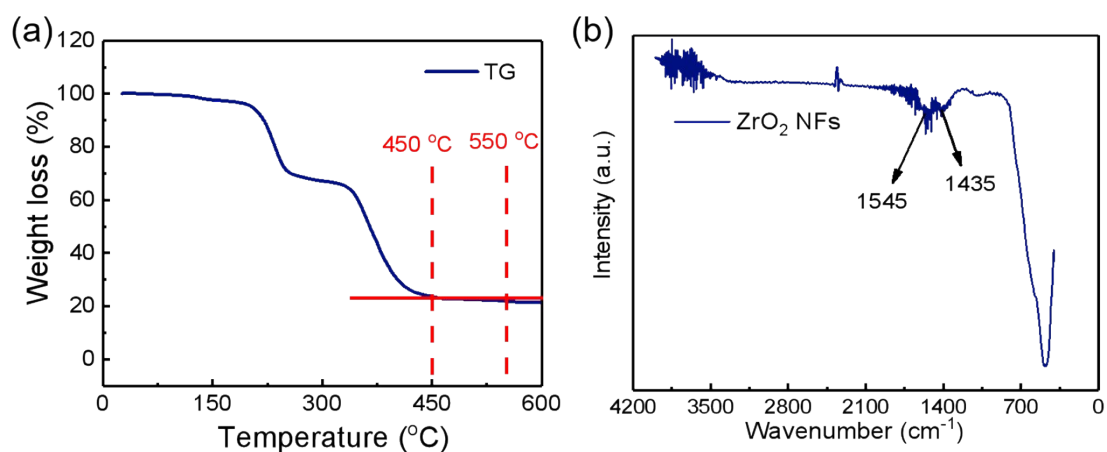 (a)
120
100
80
60
40
20
0
Weight loss (%)
TG
450 °C
550 °C
0 150 300 450 600
Temperature (°C)
(b)
Intensity (a.u.)
ZrO₂ NFs
1545
1435
4200 3500 2800 2100 1400 700 0
Wavenumber (cm⁻¹)